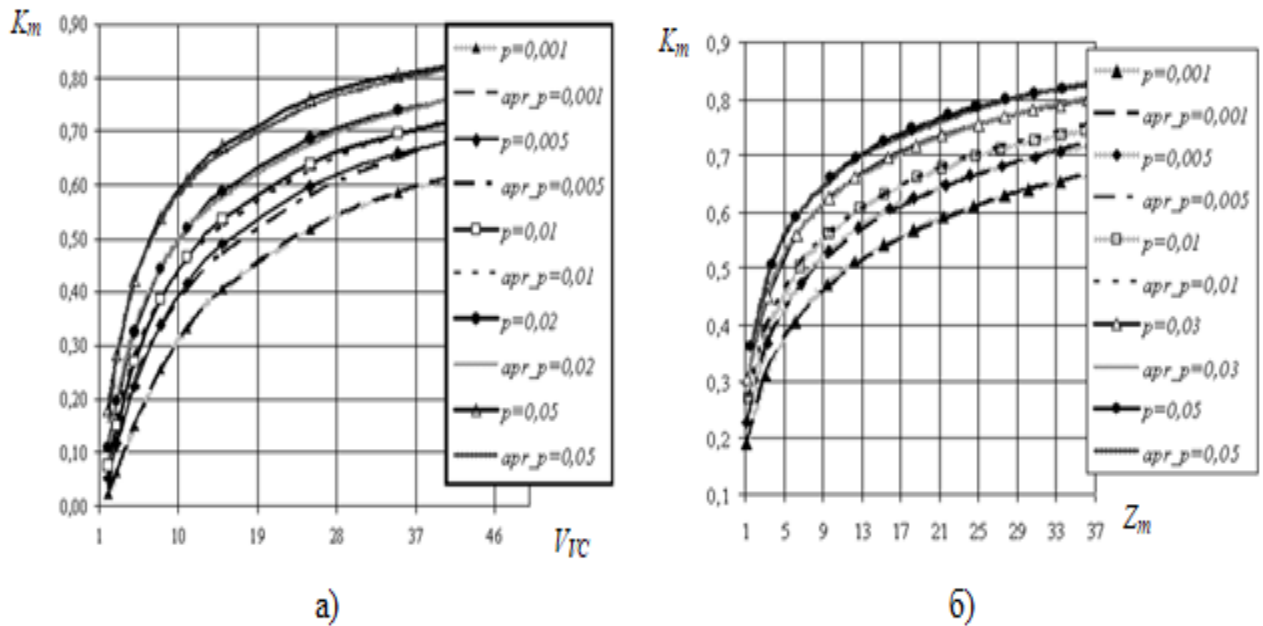 K_m
0,90
0,80
0,70
0,60
0,50
0,40
0,30
0,20
0,10
0,00
1 10 19 28 37 46
V_VC
p=0,001
apr_p=0,001
p=0,005
apr_p=0,005
p=0,01
apr_p=0,01
p=0,02
apr_p=0,02
p=0,05
apr_p=0,05
а)
K_m
0,9
0,8
0,7
0,6
0,5
0,4
0,3
0,2
0,1
1 5 9 13 17 21 25 29 33 37
Z_m
p=0,001
apr_p=0,001
p=0,005
apr_p=0,005
p=0,01
apr_p=0,01
p=0,03
apr_p=0,03
p=0,05
apr_p=0,05
б)